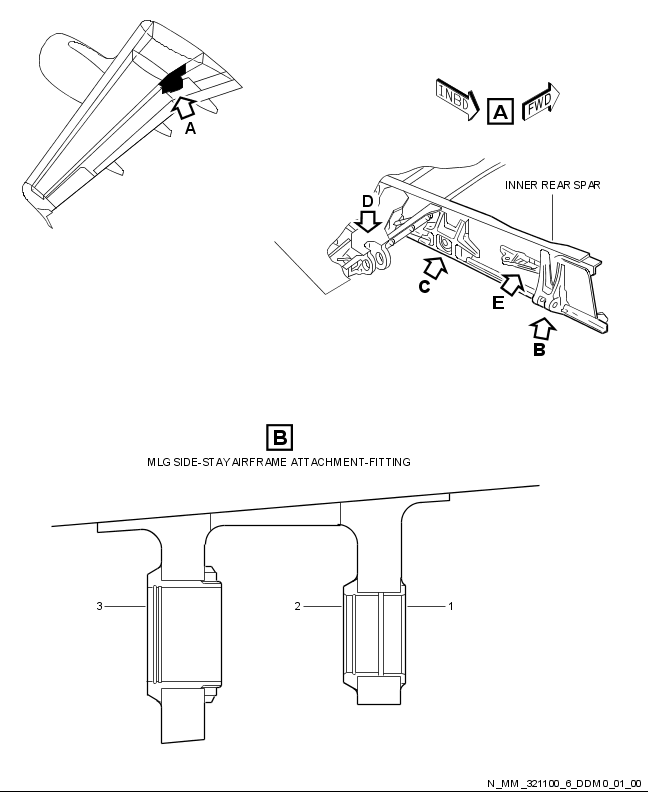 A
INBD
A
FWD
INNER REAR SPAR
D
C
E
B
B
MLG SIDE-STAY AIRFRAME ATTACHMENT-FITTING
3
2
1
N_MM_321100_6_DDM0_01_00